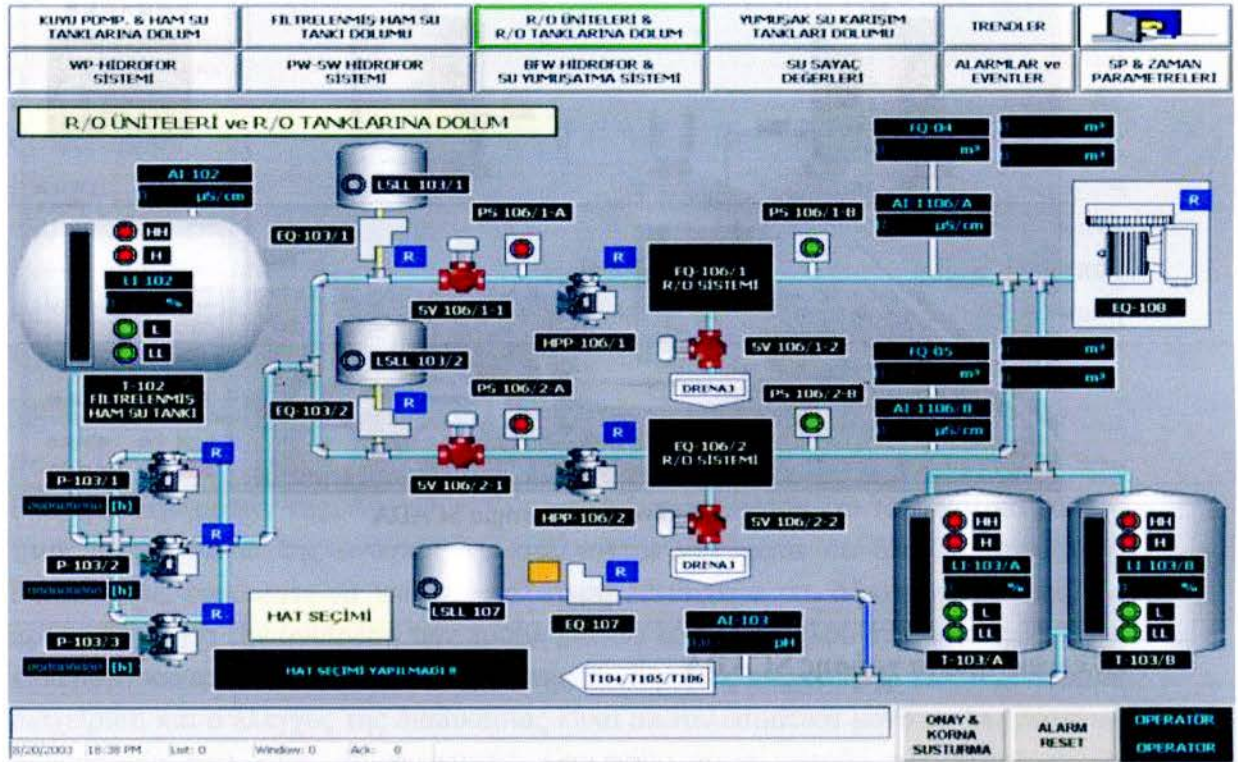 KUYU POMP. & HAM SU
TANKLARINA DOLUM
FİLTRELENMİŞ HAM SU
TANKI DOLUMU
R/O ÜNİTELERİ &
R/O TANKLARINA DOLUM
YUMUŞAK SU KARIŞIM
TANKLARI DOLUMU
TRENDLER
WP-HİDROFOR
SİSTEMİ
PW-SW HİDROFOR
SİSTEMİ
BFW HİDROFOR &
SU YUMUŞATMA SİSTEMİ
SU SAYAÇ
DEĞERLERİ
ALARMLAR ve
EVENTLER
SP & ZAMAN
PARAMETRELERİ
R/O ÜNİTELERİ ve R/O TANKLARINA DOLUM
AI-102
µS/cm
HH
H
LI-102
%
L
LL
T-102
FİLTRELENMİŞ
HAM SU TANKI
LSLL 103/1
EQ-103/1
R
PS 106/1-A
SV 106/1-1
R
HPP-106/1
EQ-106/1
R/O SİSTEMİ
PS 106/1-B
SV 106/1-2
DRENAJ
FQ-04
m³
m³
m³
AI-1106/A
µS/cm
R
EQ-108
LSLL 103/2
EQ-103/2
R
PS 106/2-A
SV 106/2-1
R
HPP-106/2
EQ-106/2
R/O SİSTEMİ
PS 106/2-B
SV 106/2-2
DRENAJ
FQ-05
m³
m³
m³
AI-1106/B
µS/cm
P-103/1
[h]
R
P-103/2
[h]
R
P-103/3
[h]
R
HAT SEÇİMİ
HAT SEÇİMİ YAPILMADI !!
LSLL 107
EQ-107
R
AI-103
pH
T104/T105/T106
HH
H
LI-103/A
%
L
LL
T-103/A
HH
H
LI-103/B
%
L
LL
T-103/B
8/20/2003 18:38 PM List: 0 Window: 0 Ack: 0
ONAY &
KORNA
SUSTURMA
ALARM
RESET
OPERATOR
OPERATOR